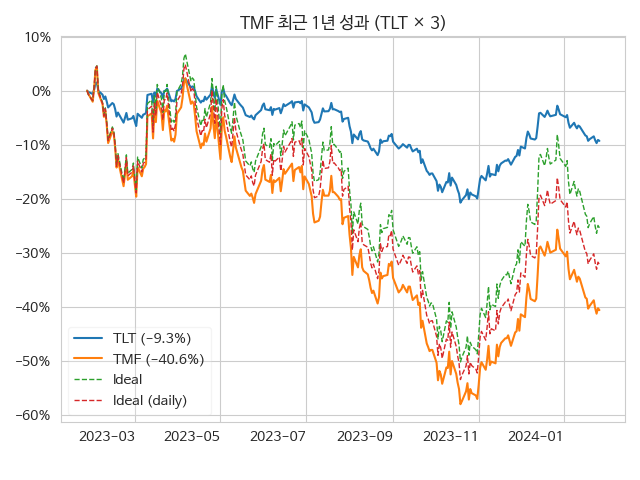 TMF 최근 1년 성과 (TLT × 3)
10%
0%
−10%
−20%
−30%
−40%
−50%
−60%
TLT (−9.3%)
TMF (−40.6%)
Ideal
Ideal (daily)
2023−03
2023−05
2023−07
2023−09
2023−11
2024−01